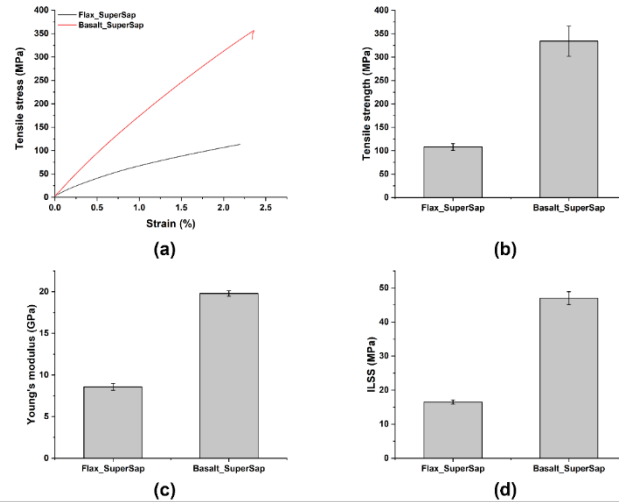 Flax_SuperSap
Basalt_SuperSap
Tensile stress (MPa)
400
350
300
250
200
150
100
50
0
0.0 0.5 1.0 1.5 2.0 2.5
Strain (%)
(a)
Tensile strength (MPa)
400
350
300
250
200
150
100
50
0
Flax_SuperSap Basalt_SuperSap
(b)
Young's modulus (GPa)
20
15
10
5
0
Flax_SuperSap Basalt_SuperSap
(c)
ILSS (MPa)
50
40
30
20
10
0
Flax_SuperSap Basalt_SuperSap
(d)